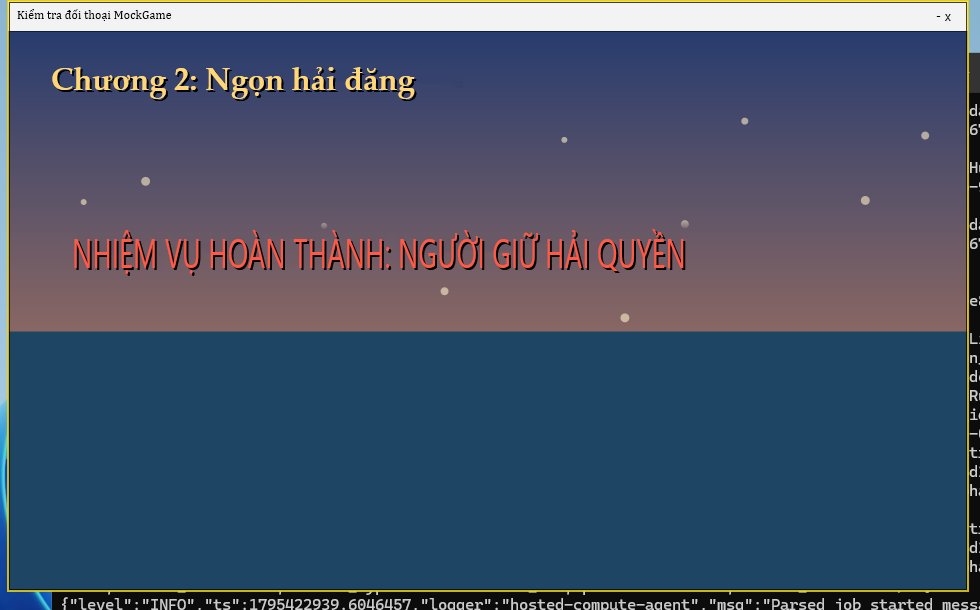 Kiểm tra đối thoại MockGame
- x
Chương 2: Ngọn hải đăng
NHIỆM VỤ HOÀN THÀNH: NGƯỜI GIỮ HẢI QUYỀN
{"level":"INFO","ts":1795422939.6046457,"logger":"hosted-compute-agent","msg":"Parsed job started mes